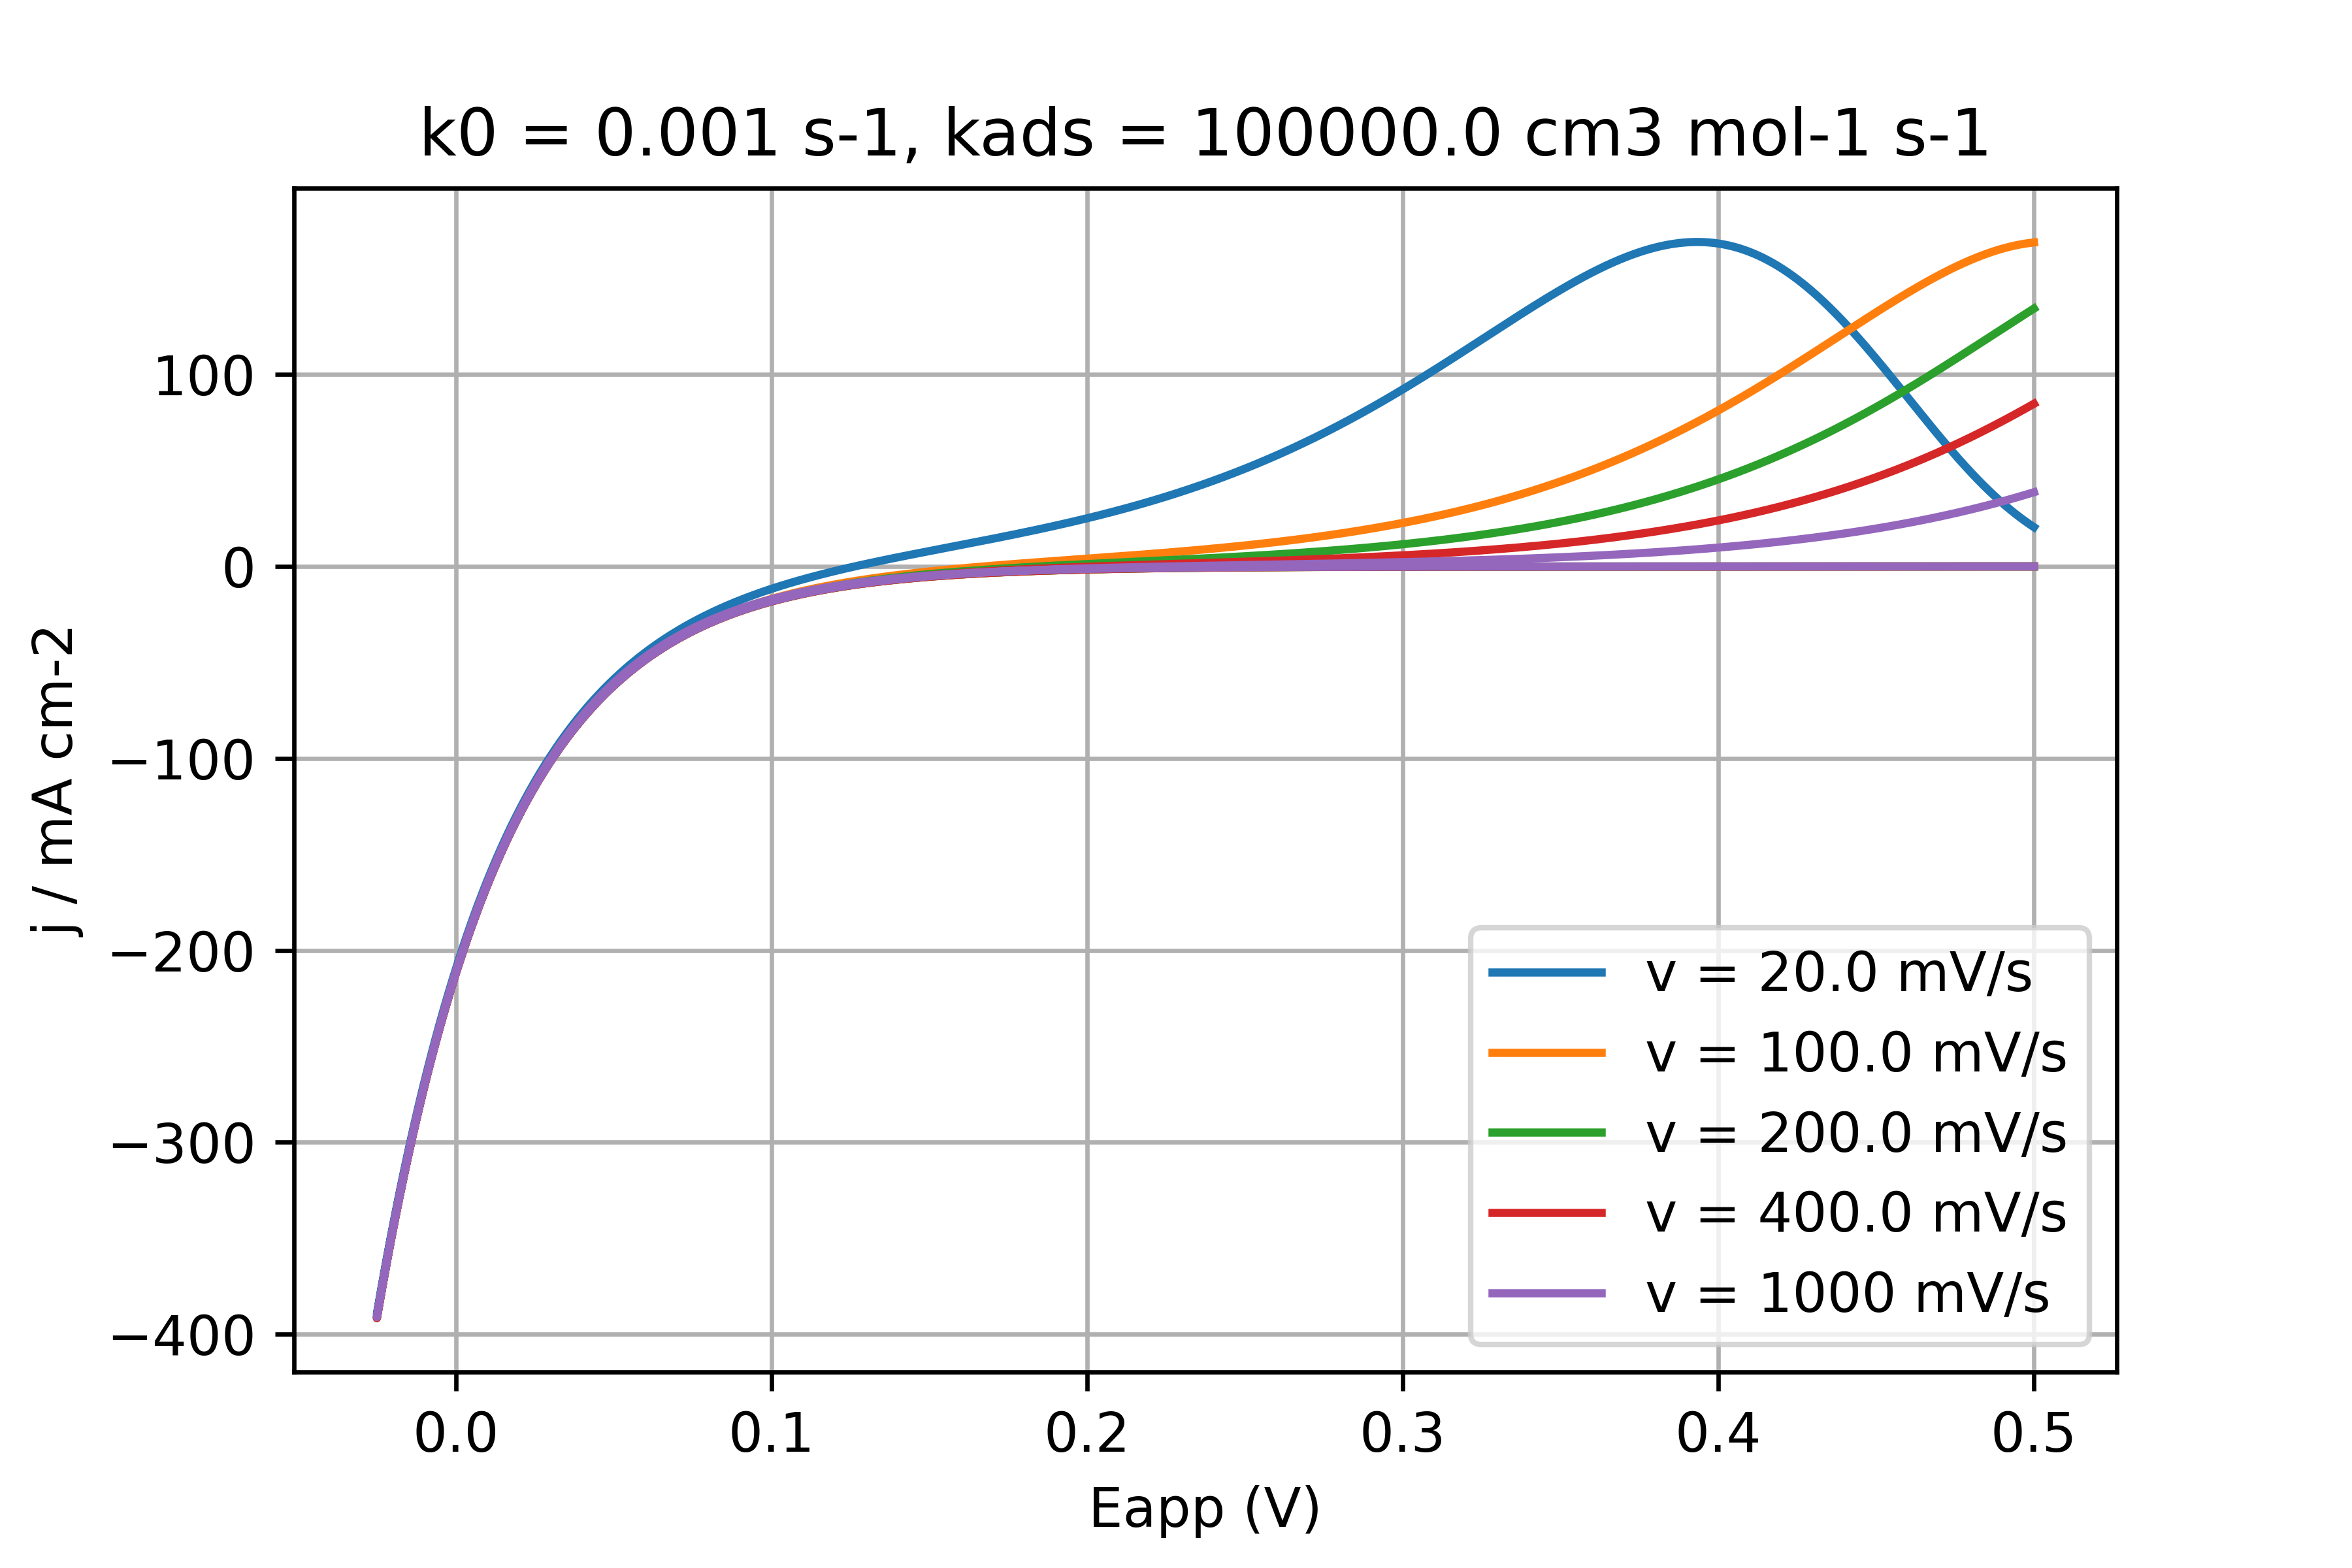 k0 = 0.001 s-1, kads = 100000.0 cm3 mol-1 s-1
j / mA cm-2
100
0
−100
−200
−300
−400
v = 20.0 mV/s
v = 100.0 mV/s
v = 200.0 mV/s
v = 400.0 mV/s
v = 1000 mV/s
0.0 0.1 0.2 0.3 0.4 0.5
Eapp (V)